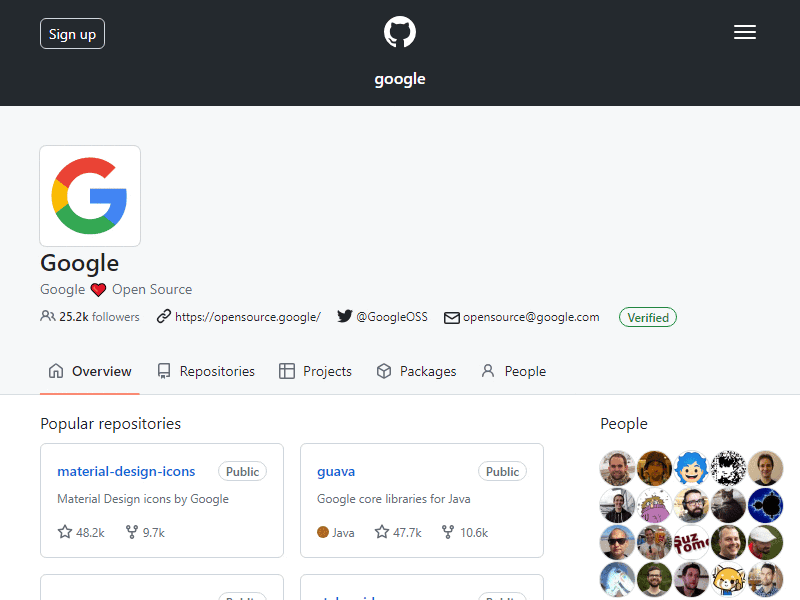 Sign up
google
Google
Google ❤️ Open Source
25.2k followers https://opensource.google/ @GoogleOSS opensource@google.com Verified
Overview Repositories Projects Packages People
Popular repositories
People
material-design-icons Public
Material Design icons by Google
48.2k 9.7k
guava Public
Google core libraries for Java
Java 47.7k 10.6k
SUZ